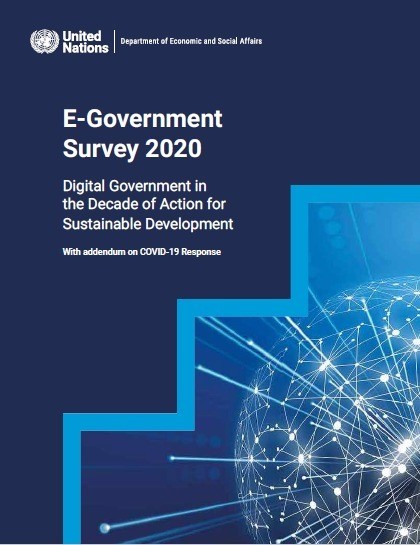 United
Nations
Department of Economic and Social Affairs
E-Government
Survey 2020
Digital Government in
the Decade of Action for
Sustainable Development
With addendum on COVID-19 Response